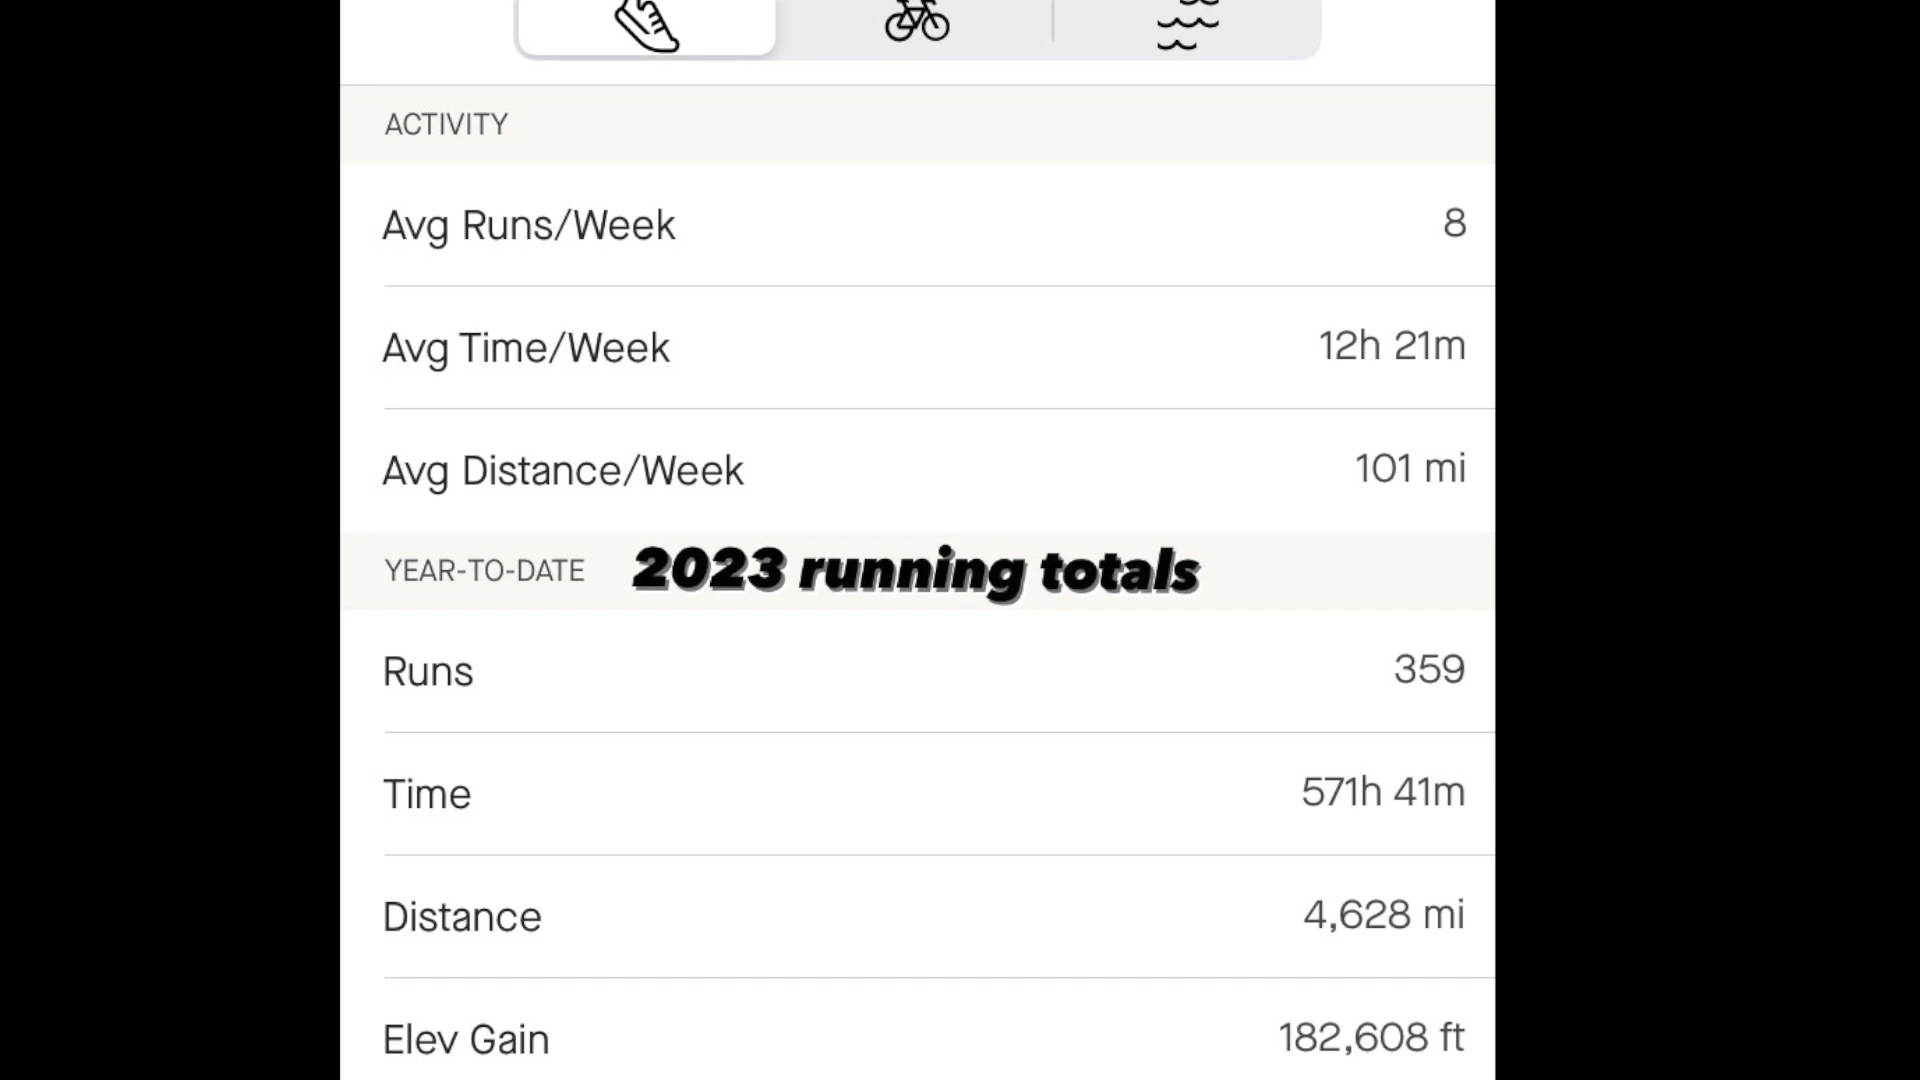 ACTIVITY
Avg Runs/Week 8
Avg Time/Week 12h 21m
Avg Distance/Week 101 mi
YEAR-TO-DATE 2023 running totals
Runs 359
Time 571h 41m
Distance 4,628 mi
Elev Gain 182,608 ft